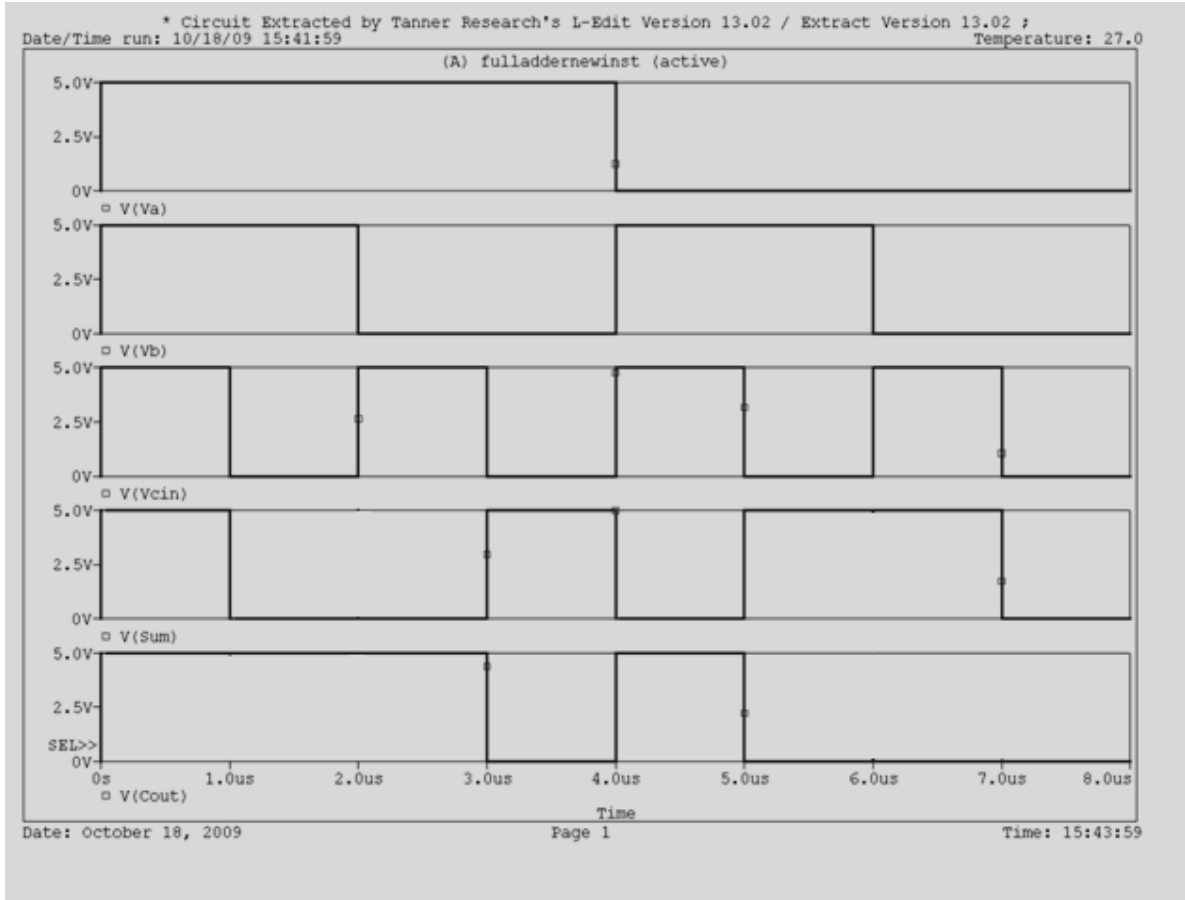 * Circuit Extracted by Tanner Research's L-Edit Version 13.02 / Extract Version 13.02 ;
Date/Time run: 10/18/09 15:41:59 Temperature: 27.0
(A) fulladdernewinst (active)
5.0V
2.5V
0V
V(Va)
5.0V
2.5V
0V
V(Vb)
5.0V
2.5V
0V
V(Vcin)
5.0V
2.5V
0V
V(Sum)
5.0V
2.5V
SEL>>
0V
0s 1.0us 2.0us 3.0us 4.0us 5.0us 6.0us 7.0us 8.0us
V(Cout)
Time
Date: October 18, 2009 Page 1 Time: 15:43:59